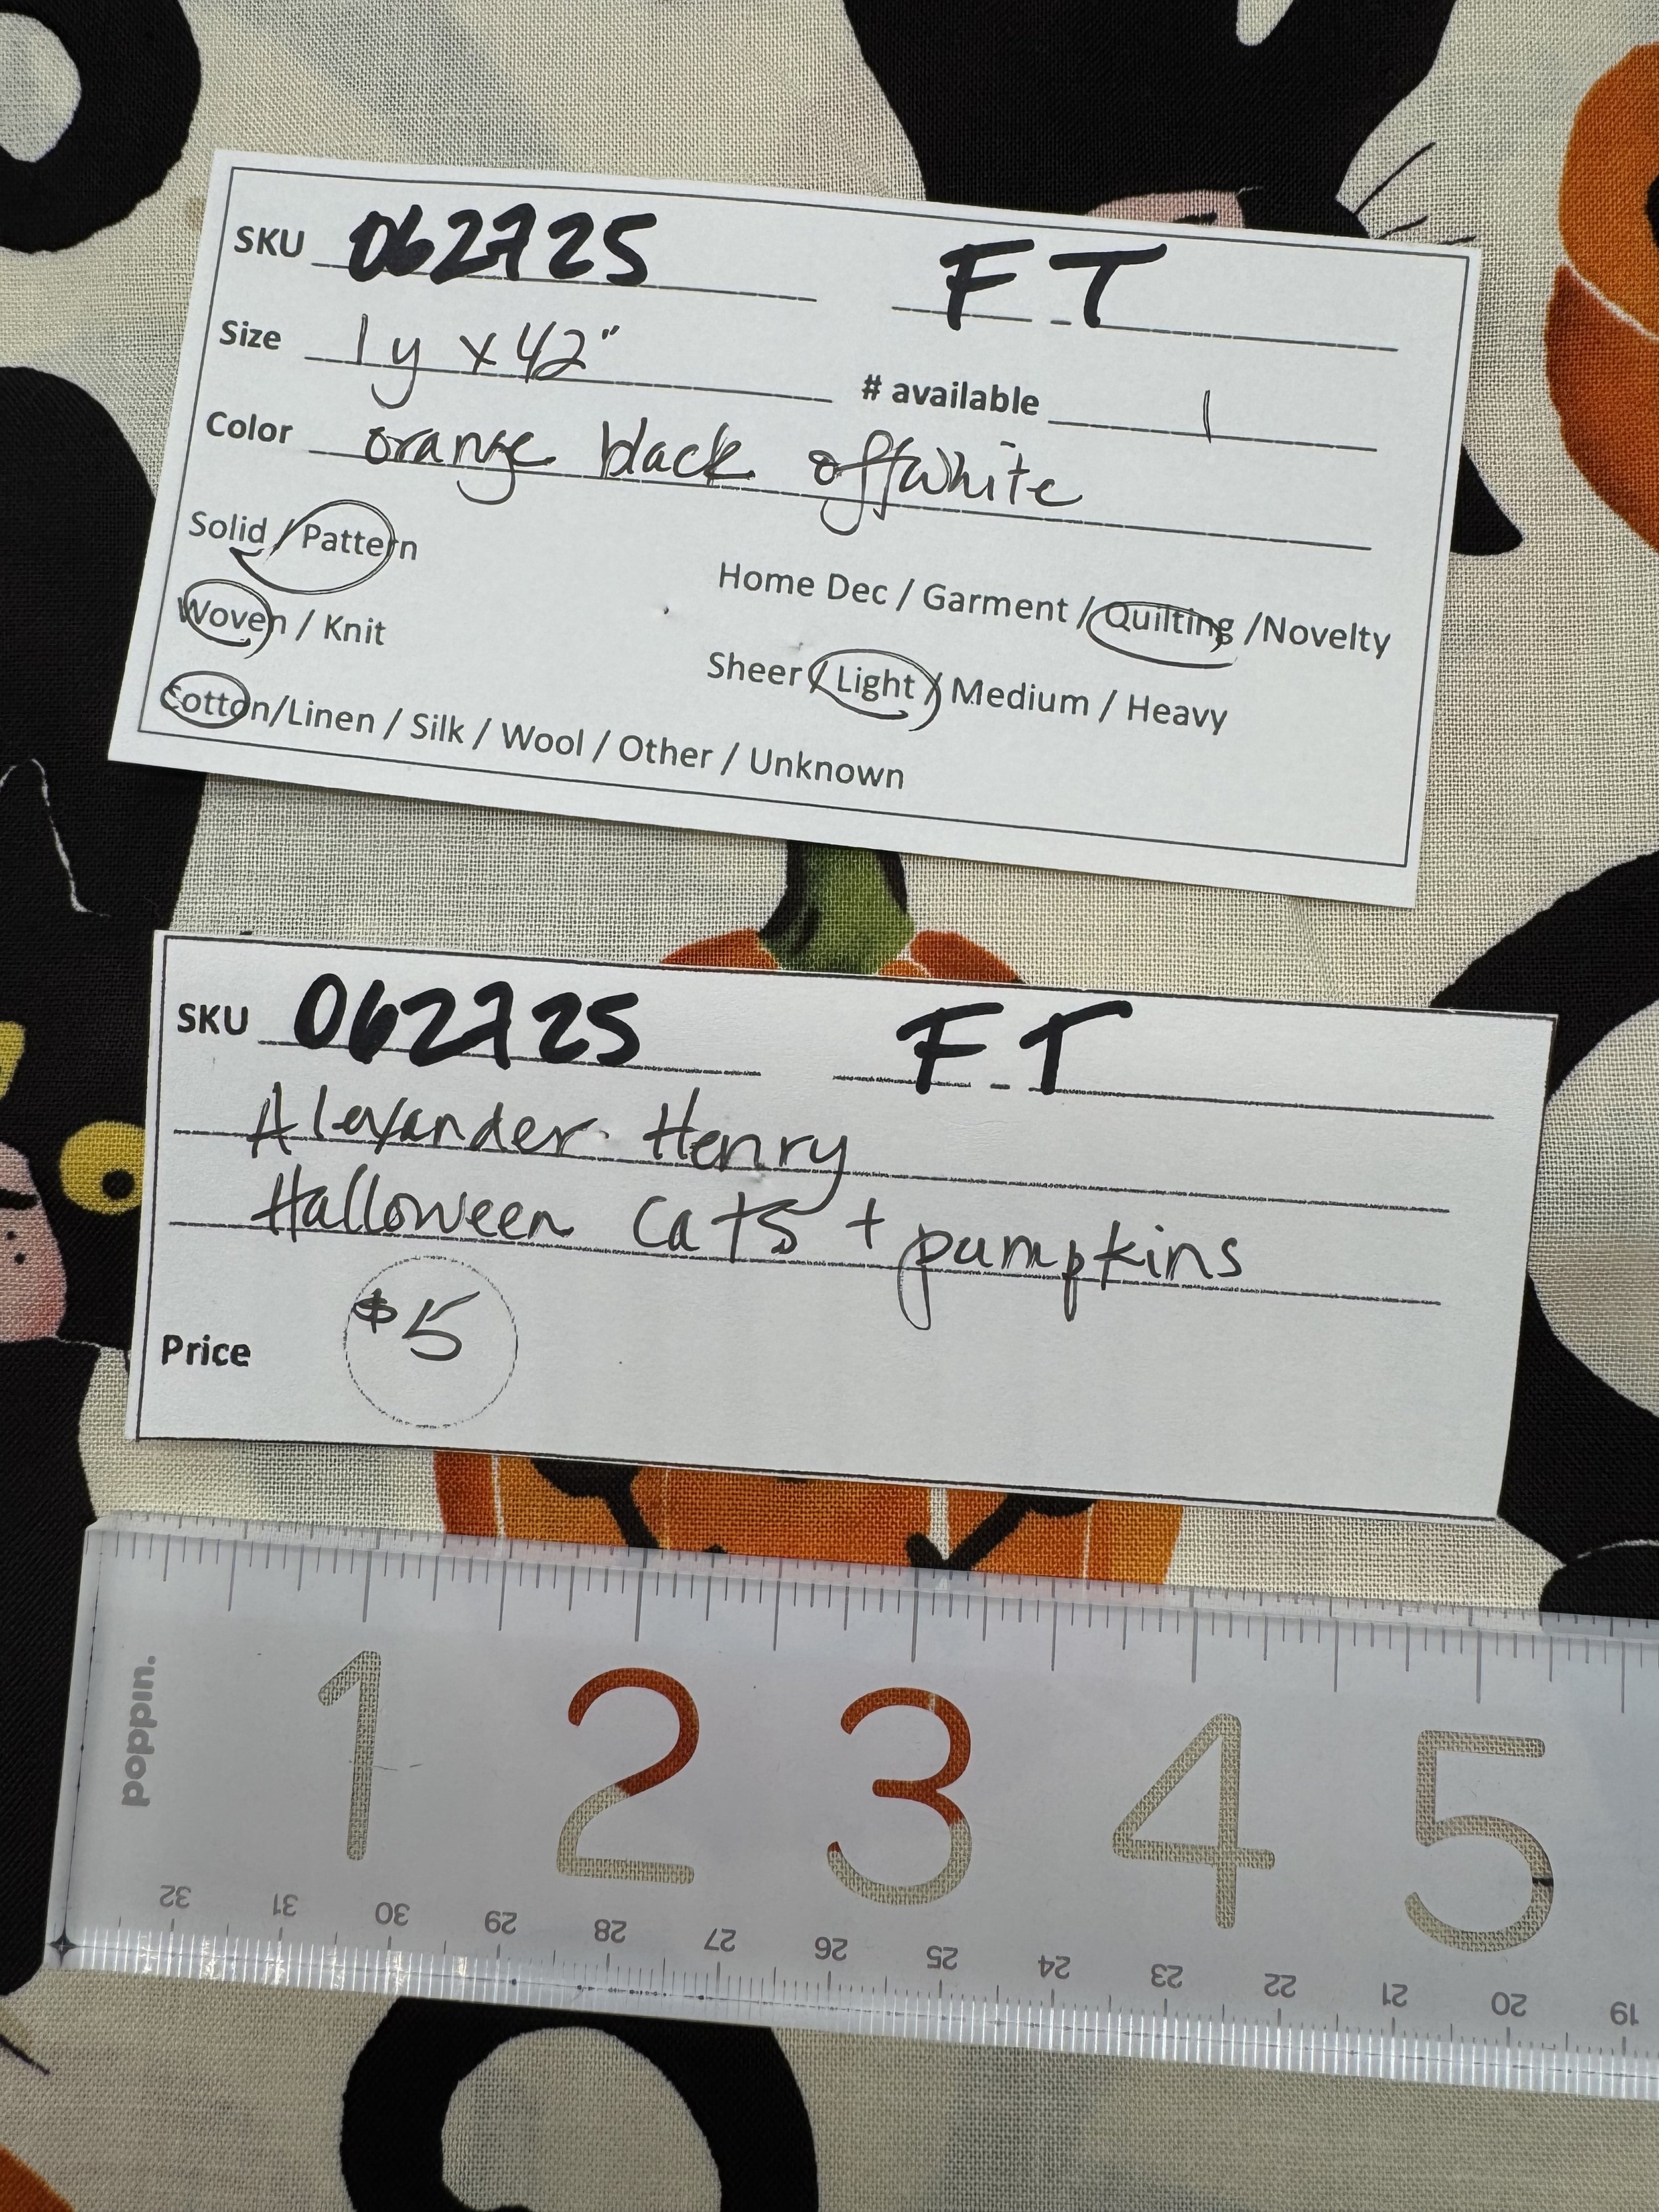 SKU 062725 FT
Size 1y x 42"
# available 1
Color orange black offwhite
Solid / Pattern
Home Dec / Garment / Quilting /Novelty
Woven / Knit
Sheer / Light / Medium / Heavy
Cotton/Linen / Silk / Wool / Other / Unknown
SKU 062725 FT
Alexander Henry
Halloween cats + pumpkins
Price $5
poppin.
1 2 3 4 5
32 31 30 29 28 27 26 25 24 23 22 21 20 19